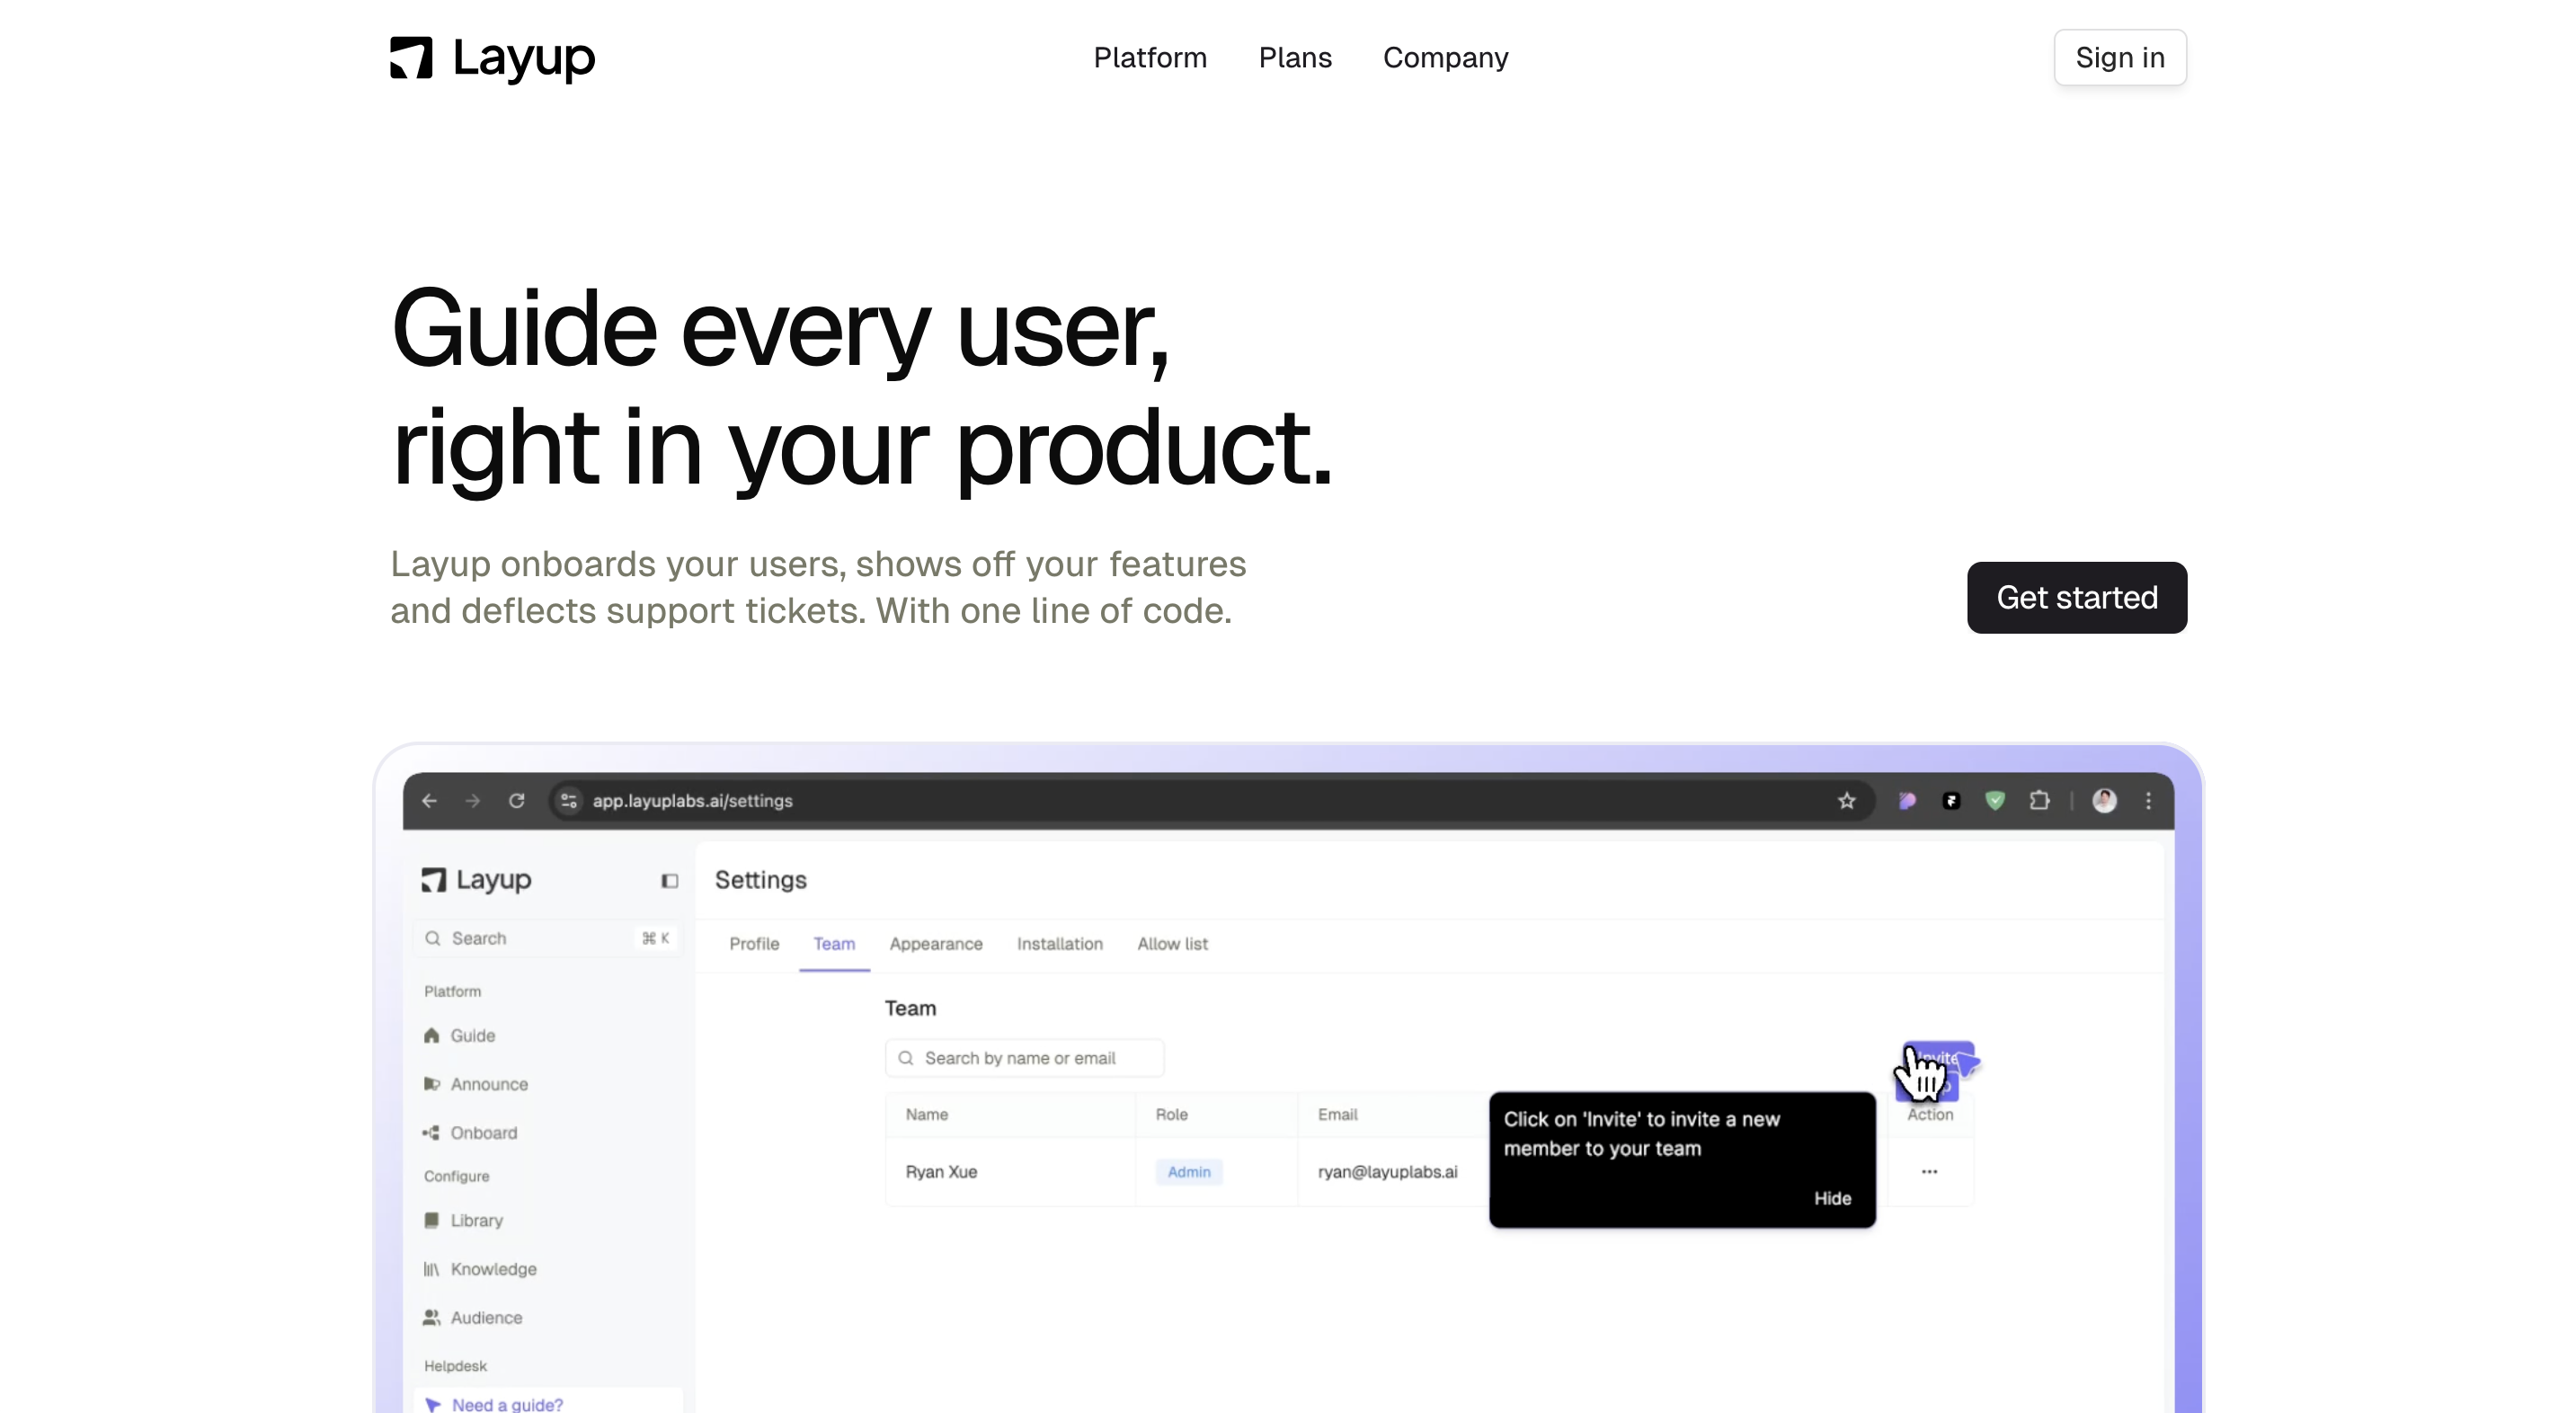 Layup
Platform
Plans
Company
Sign in
Guide every user,
right in your product.
Layup onboards your users, shows off your features
and deflects support tickets. With one line of code.
Get started
app.layuplabs.ai/settings
Layup
Search
⌘ K
Platform
Guide
Announce
Onboard
Configure
Library
Knowledge
Audience
Helpdesk
Need a guide?
Settings
Profile
Team
Appearance
Installation
Allow list
Team
Search by name or email
Invite
Name
Role
Email
Action
Ryan Xue
Admin
ryan@layuplabs.ai
Click on 'Invite' to invite a new
member to your team
Hide